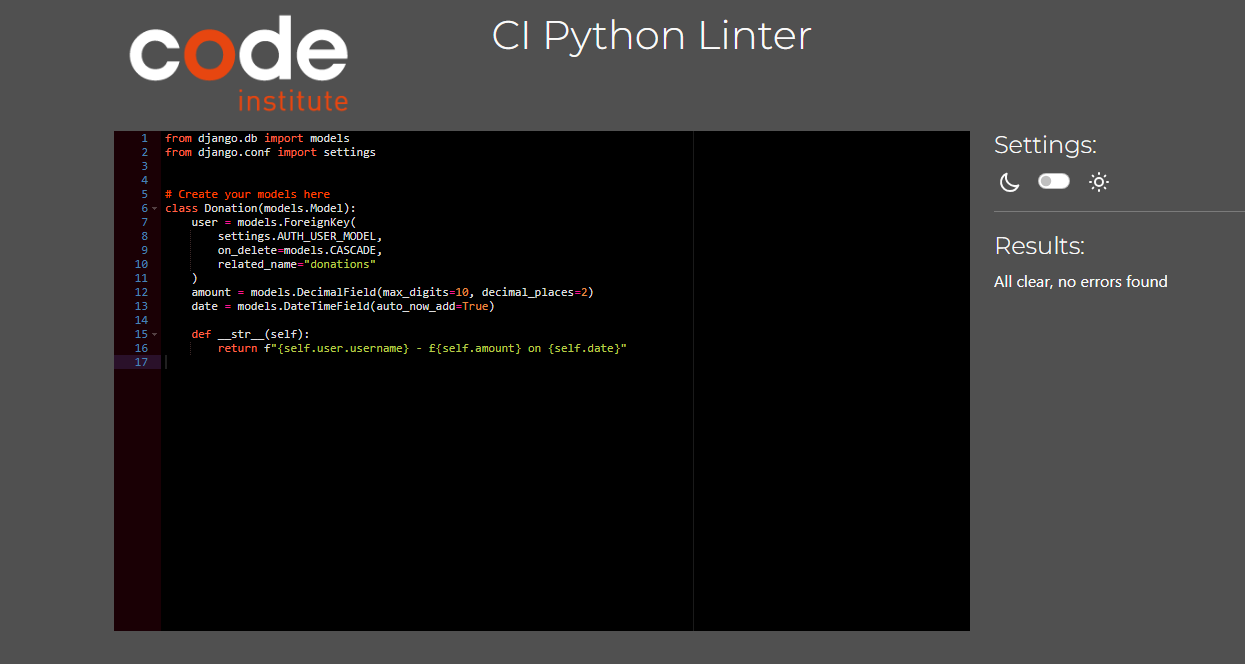 code
institute
CI Python Linter
1 from django.db import models
2 from django.conf import settings
3
4
5 # Create your models here
6 class Donation(models.Model):
7     user = models.ForeignKey(
8         settings.AUTH_USER_MODEL,
9         on_delete=models.CASCADE,
10         related_name="donations"
11     )
12     amount = models.DecimalField(max_digits=10, decimal_places=2)
13     date = models.DateTimeField(auto_now_add=True)
14
15     def __str__(self):
16         return f"{self.user.username} - £{self.amount} on {self.date}"
17
Settings:
Results:
All clear, no errors found